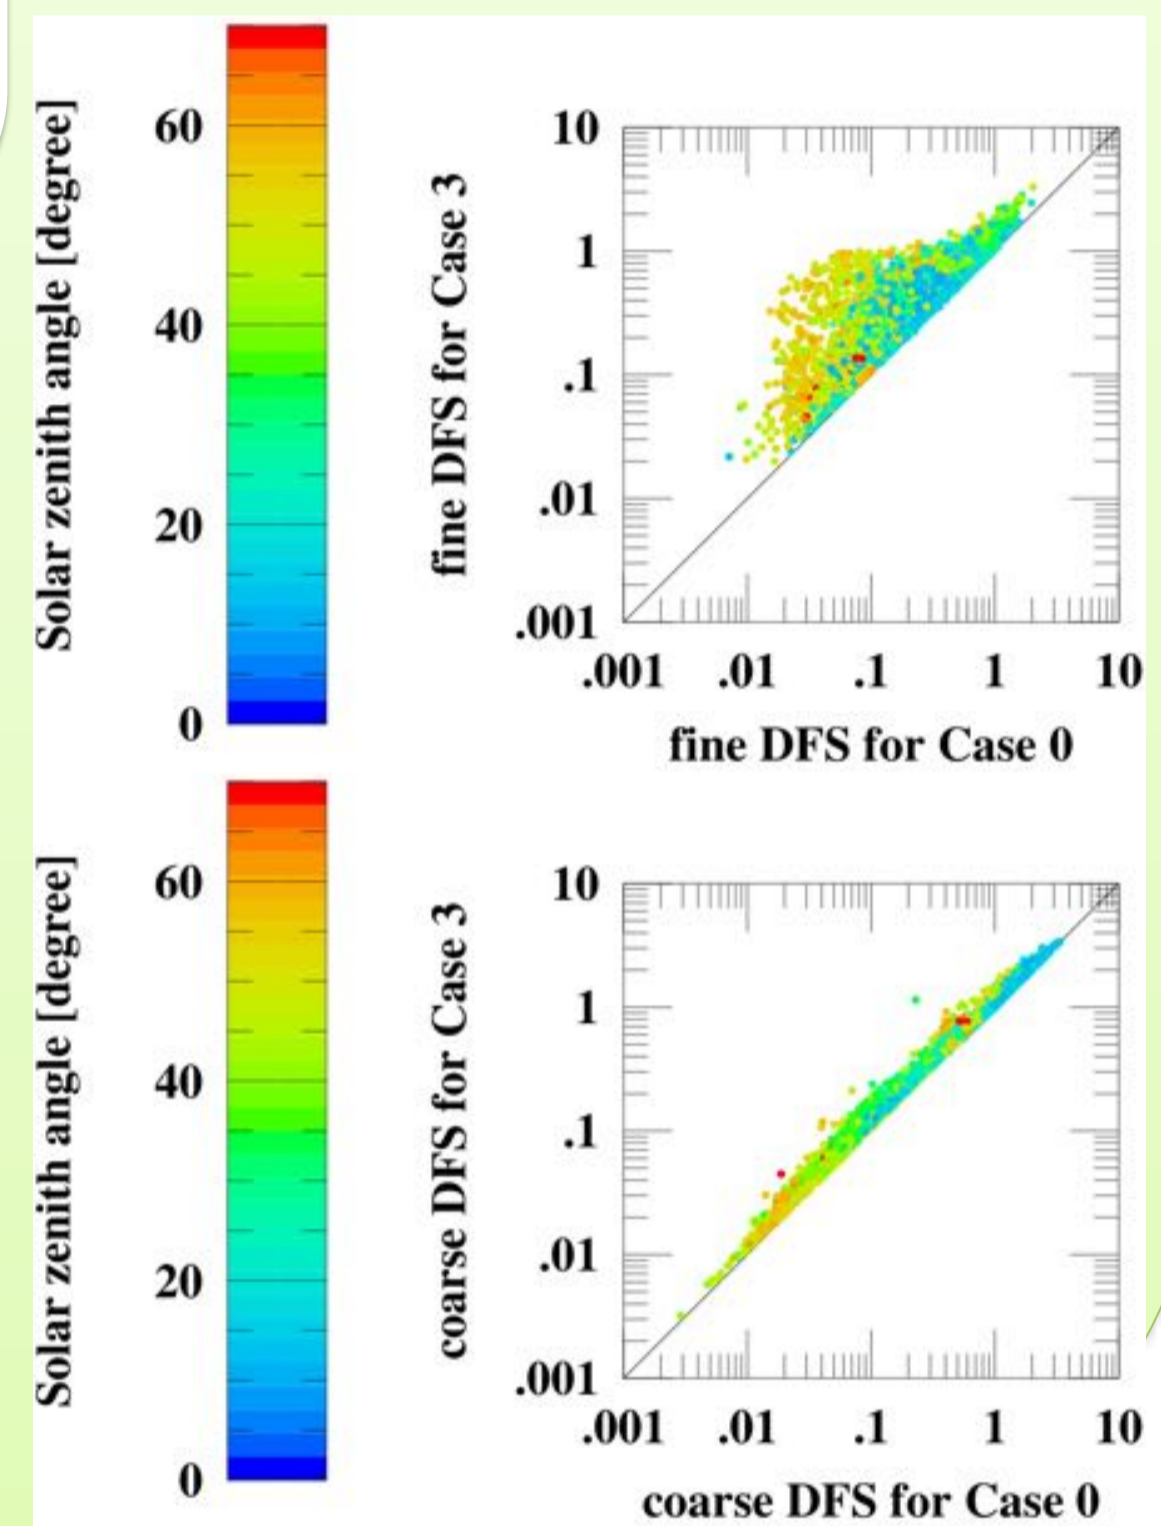 Solar zenith angle [degree]
60
40
20
0
fine DFS for Case 3
10
1
.1
.01
.001
.001 .01 .1 1 10
fine DFS for Case 0
Solar zenith angle [degree]
60
40
20
0
coarse DFS for Case 3
10
1
.1
.01
.001
.001 .01 .1 1 10
coarse DFS for Case 0